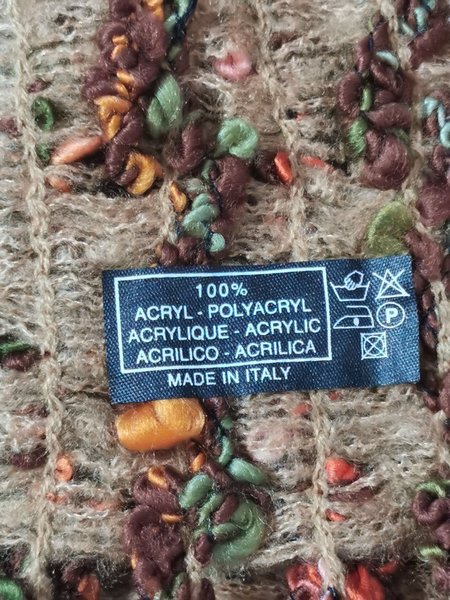 100%
ACRYL - POLYACRYL
ACRYLIQUE - ACRYLIC
ACRILICO - ACRILICA
MADE IN ITALY
P